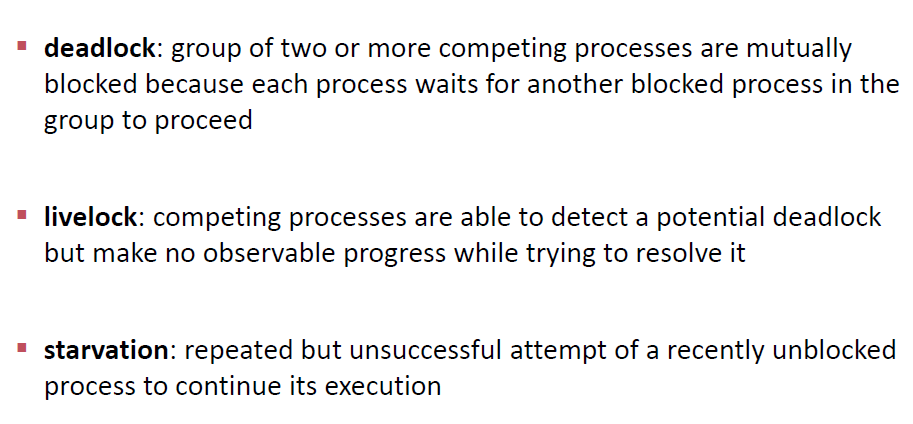 ▪ deadlock: group of two or more competing processes are mutually
blocked because each process waits for another blocked process in the
group to proceed
▪ livelock: competing processes are able to detect a potential deadlock
but make no observable progress while trying to resolve it
▪ starvation: repeated but unsuccessful attempt of a recently unblocked
process to continue its execution